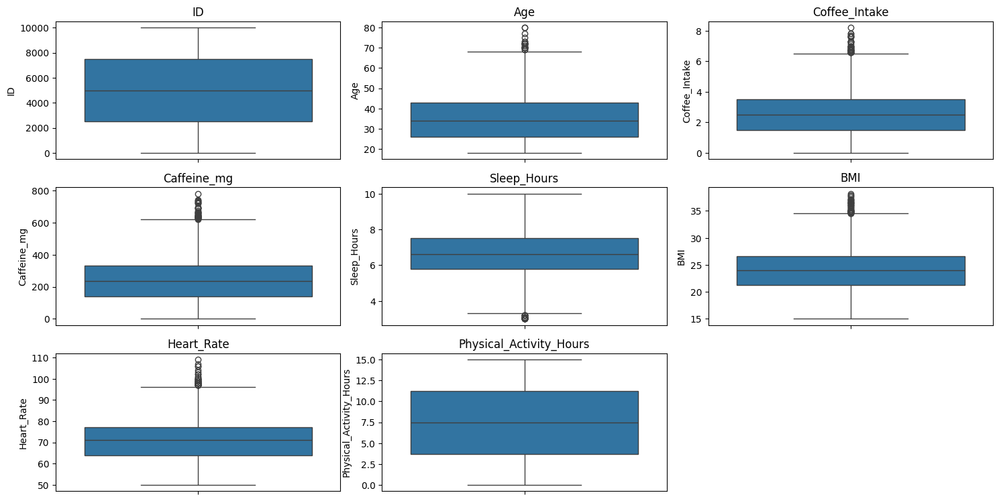 ID
Age
Coffee_Intake
10000
8000
6000
4000
2000
0
ID
80
70
60
50
40
30
20
Age
8
6
4
2
0
Coffee_Intake
Caffeine_mg
Sleep_Hours
BMI
800
600
400
200
0
Caffeine_mg
10
8
6
4
Sleep_Hours
35
30
25
20
15
BMI
Heart_Rate
Physical_Activity_Hours
110
100
90
80
70
60
50
Heart_Rate
15.0
12.5
10.0
7.5
5.0
2.5
0.0
Physical_Activity_Hours